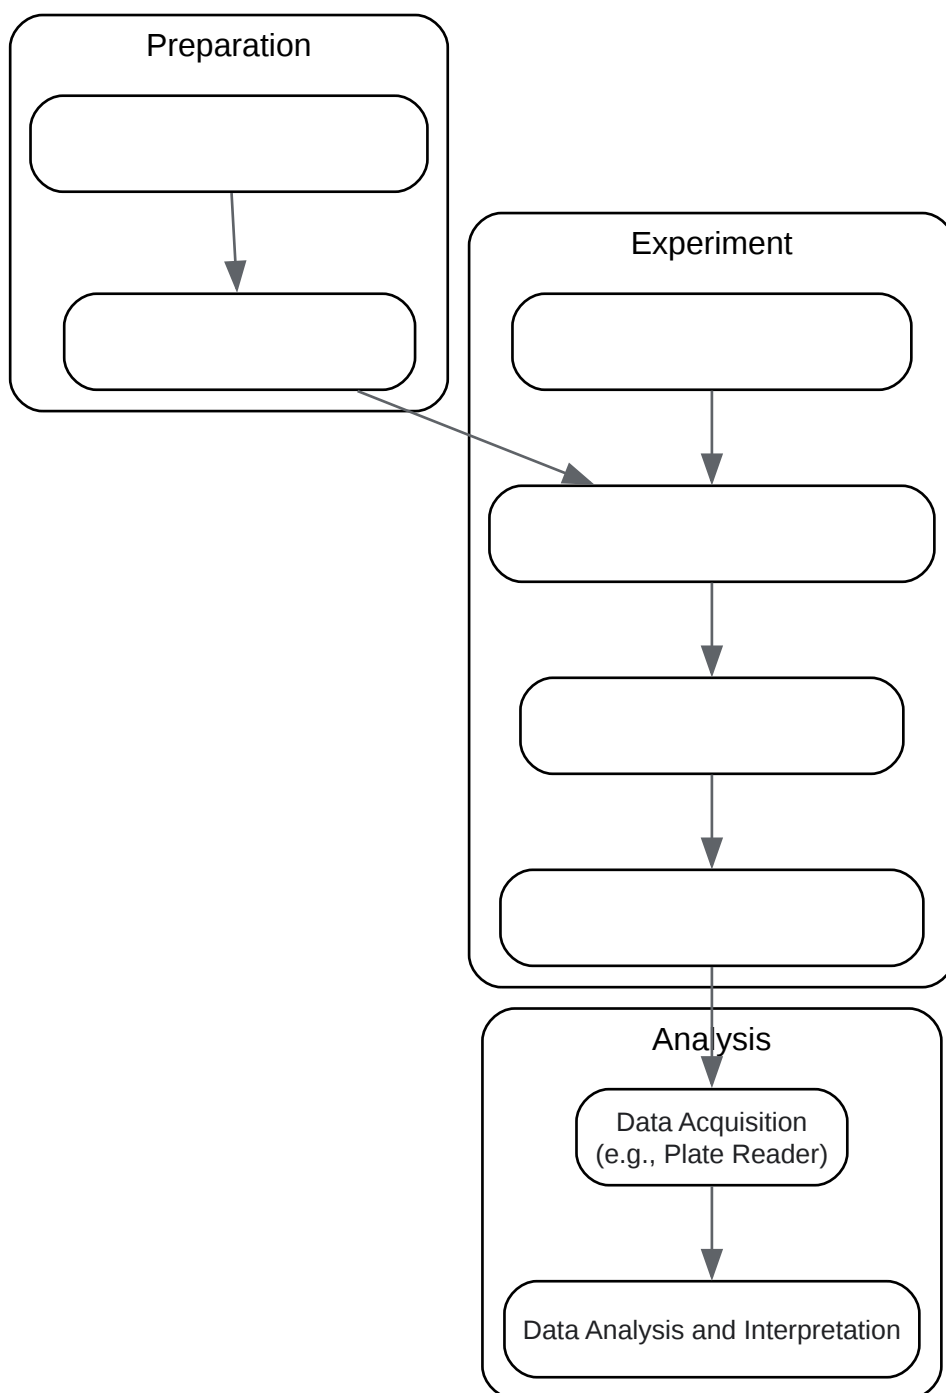 Preparation
Experiment
Analysis
Data Acquisition
(e.g., Plate Reader)
Data Analysis and Interpretation